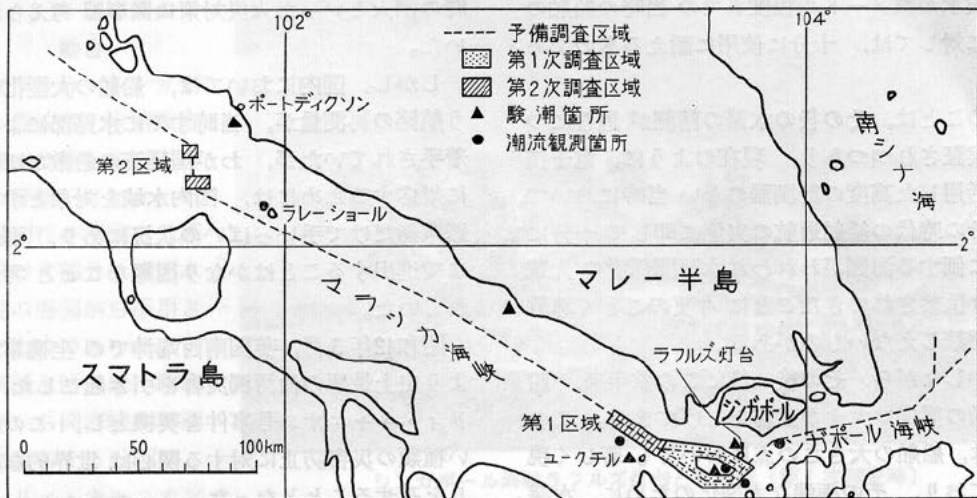 102°
104°
予備調査区域
第1次調査区域
第2次調査区域
験潮箇所
潮流観測箇所
南シナ海
ポートディクソン
第2区域
ラレーショール
2°
2°
マラッカ海峡
マレー半島
スマトラ島
ラフルズ灯台
シンガポール
シンガポール海峡
第1区域
ユークチル
0 50 100km